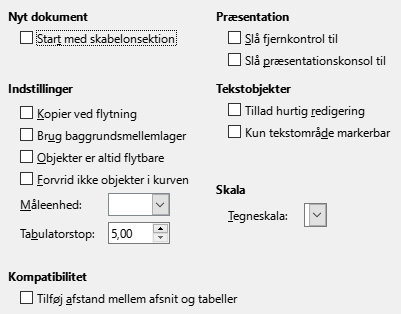 Nyt dokument
Start med skabelonsektion
Præsentation
Slå fjernkontrol til
Slå præsentationskonsol til
Indstillinger
Kopier ved flytning
Brug baggrundsmellemlager
Objekter er altid flytbare
Forvrid ikke objekter i kurven
Måleenhed:
Tabulatorstop: 5,00
Tekstobjekter
Tillad hurtig redigering
Kun tekstområde markerbar
Skala
Tegneskala:
Kompatibilitet
Tilføj afstand mellem afsnit og tabeller